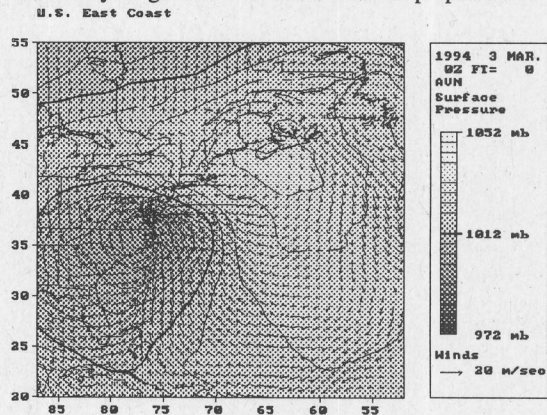 U.S. East Coast
55
50
45
40
35
30
25
20
85 80 75 70 65 60 55
1994 3 MAR.
0Z FT= 0
AVN
Surface
Pressure
1052 mb
1012 mb
972 mb
Winds
20 m/sec